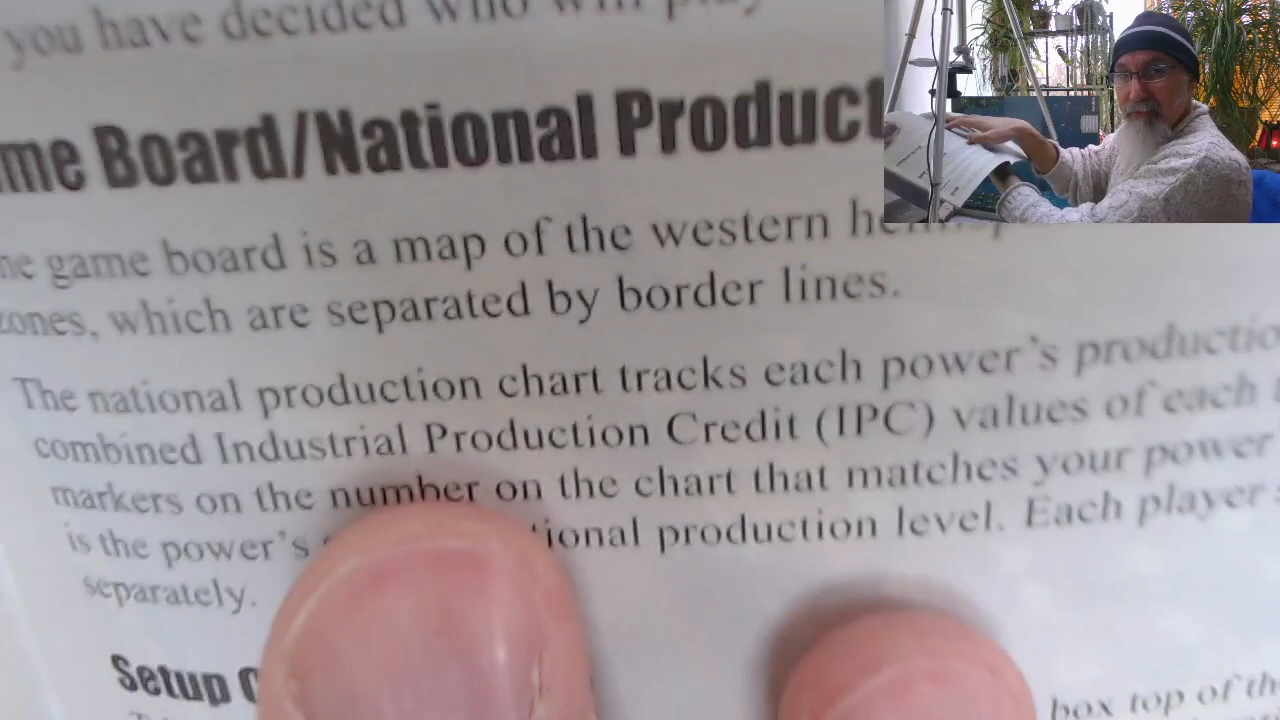 you have decided who will play
me Board/National Product
ne game board is a map of the western
zones, which are separated by border lines.
The national production chart tracks each power's productio
combined Industrial Production Credit (IPC) values of each
markers on the number on the chart that matches your power
is the power's tional production level. Each player
separately.
Setup
box top of th